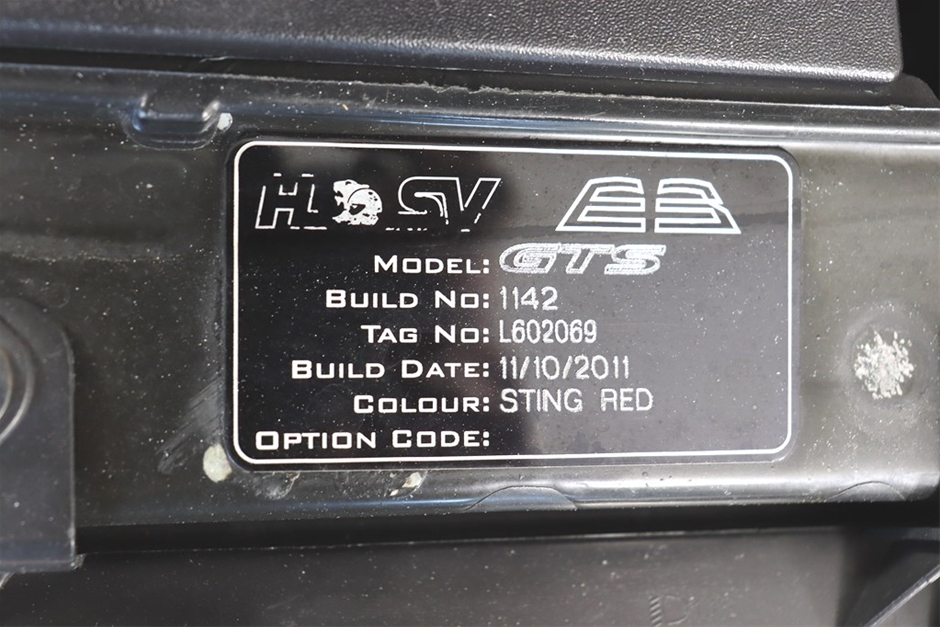 HSV E3
MODEL: GTS
BUILD NO: 1142
TAG NO: L602069
BUILD DATE: 11/10/2011
COLOUR: STING RED
OPTION CODE: